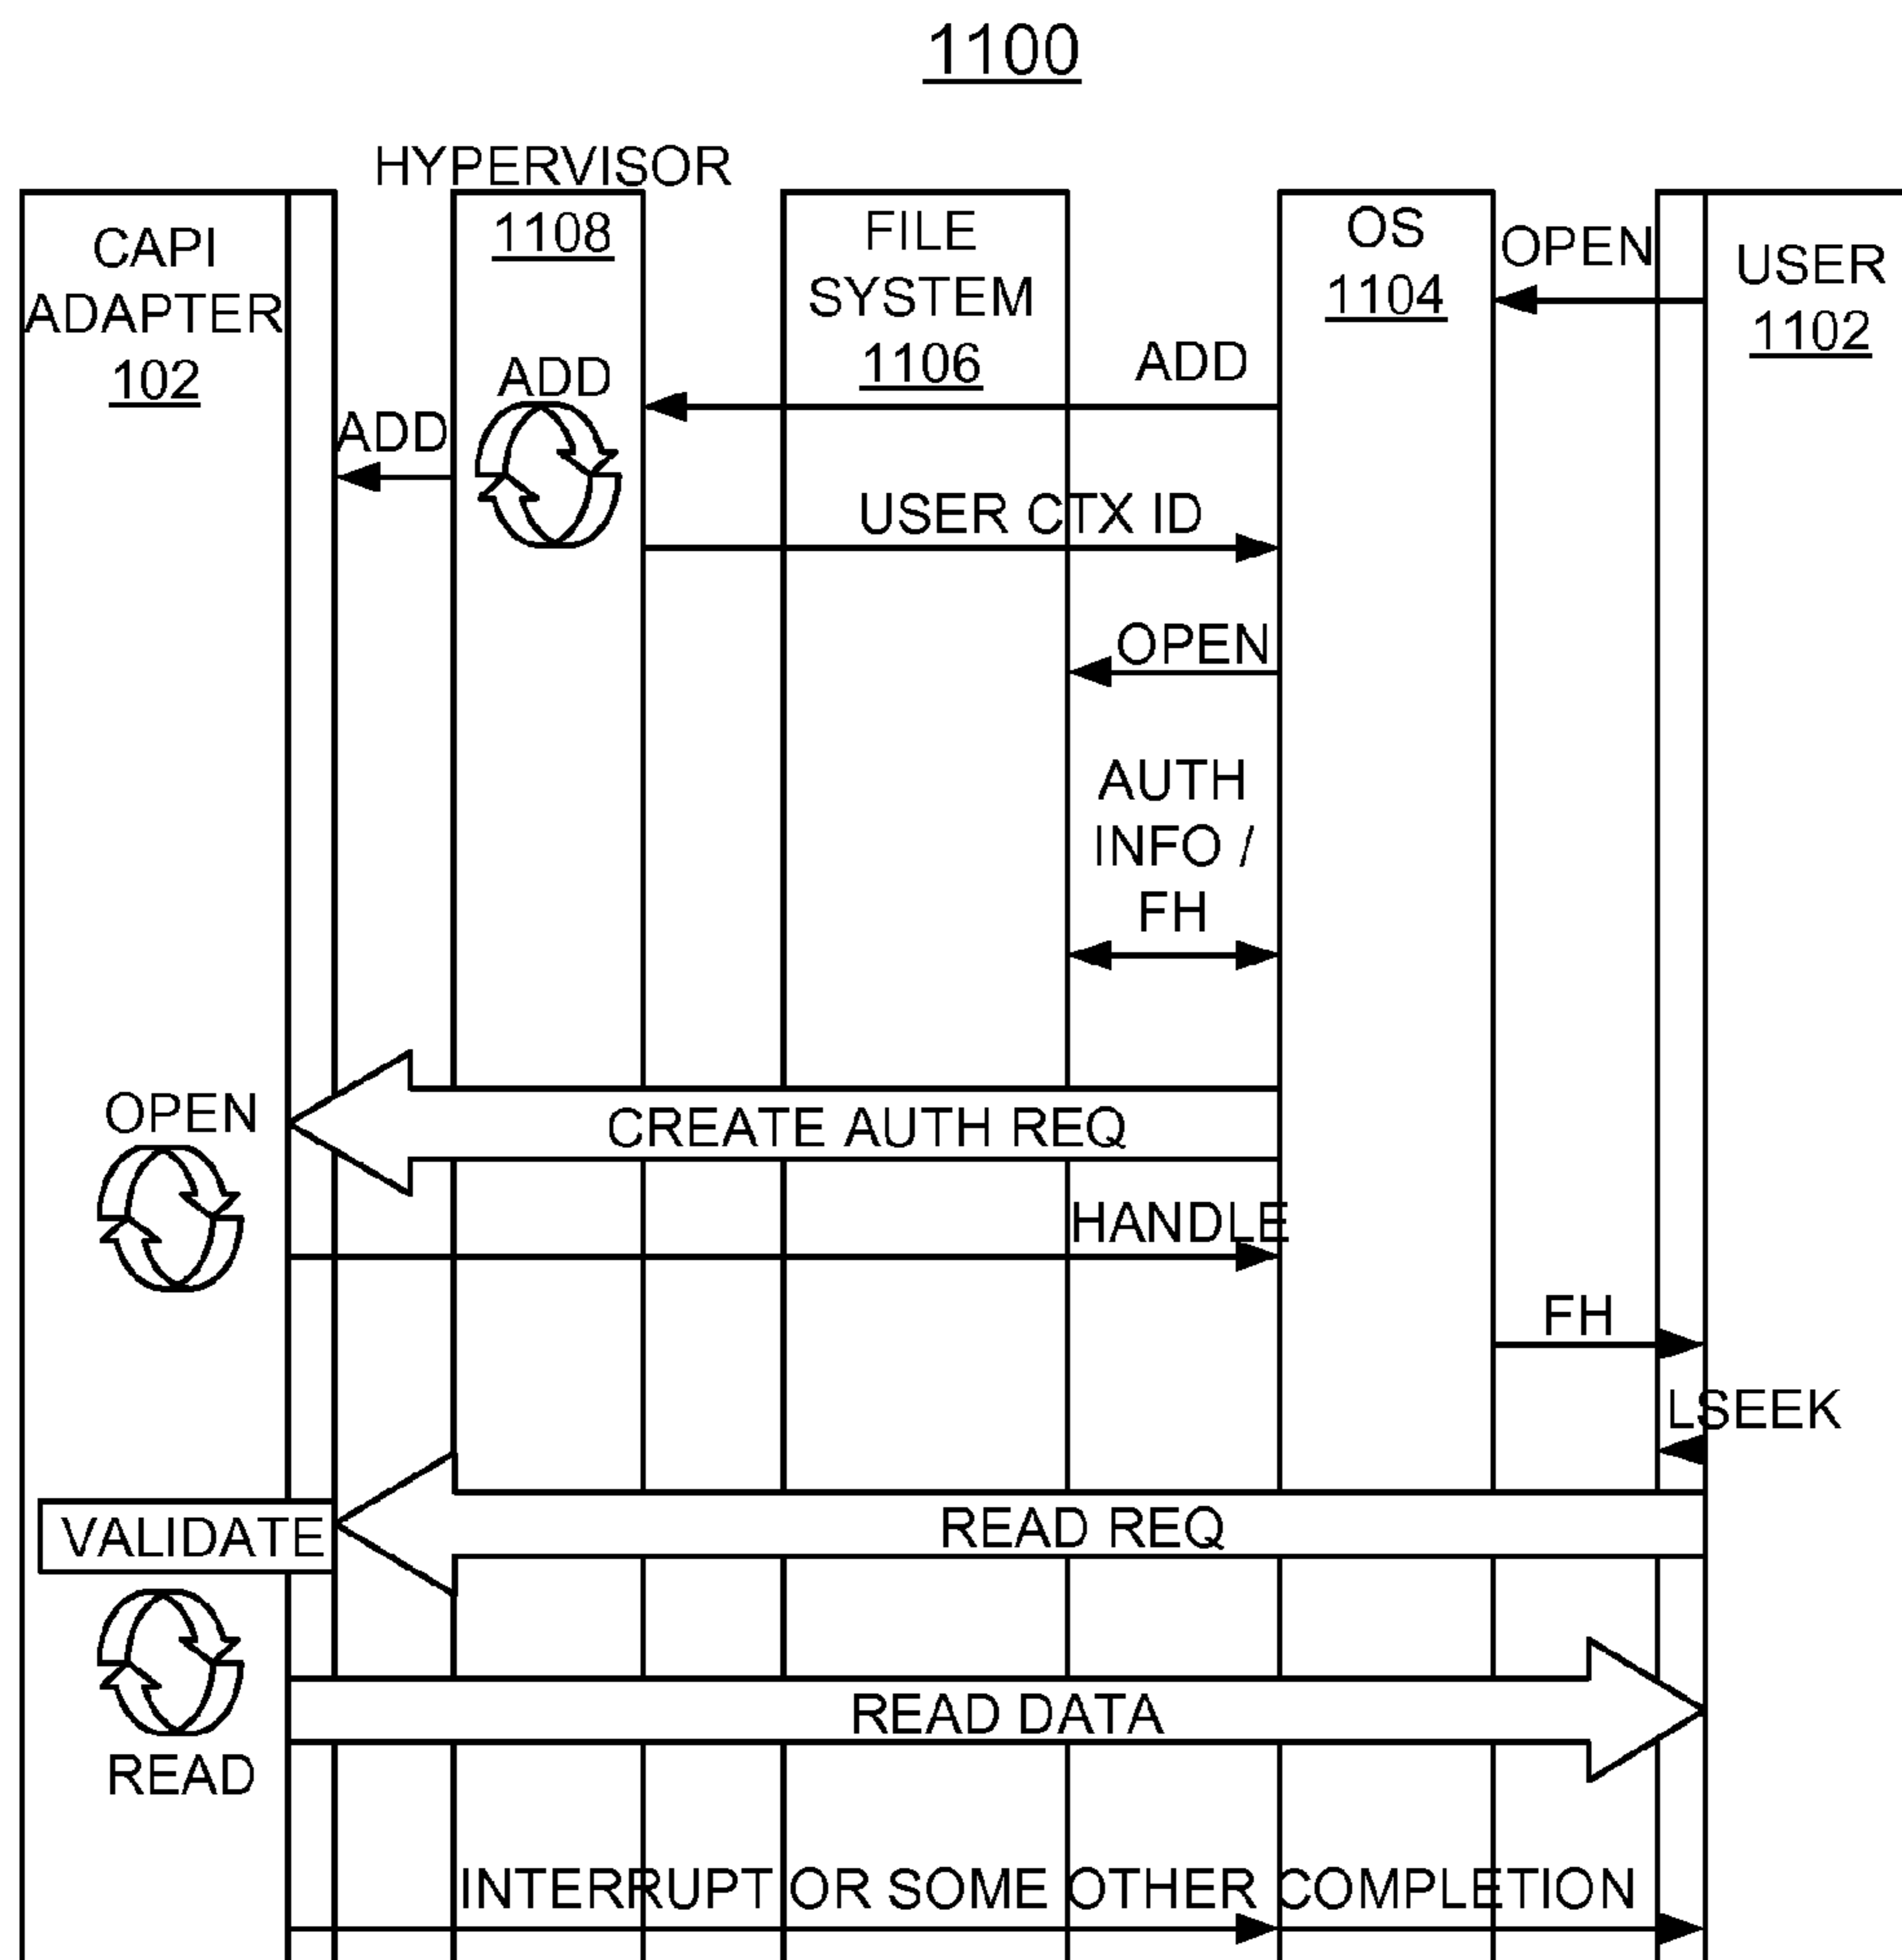 1100
HYPERVISOR
1108
CAPI
ADAPTER
102
FILE
SYSTEM
1106
OS
1104
OPEN
USER
1102
ADD
ADD
ADD
USER CTX ID
OPEN
AUTH
INFO /
FH
OPEN
CREATE AUTH REQ
HANDLE
FH
LSEEK
VALIDATE
READ REQ
READ DATA
READ
INTERRUPT OR SOME OTHER COMPLETION